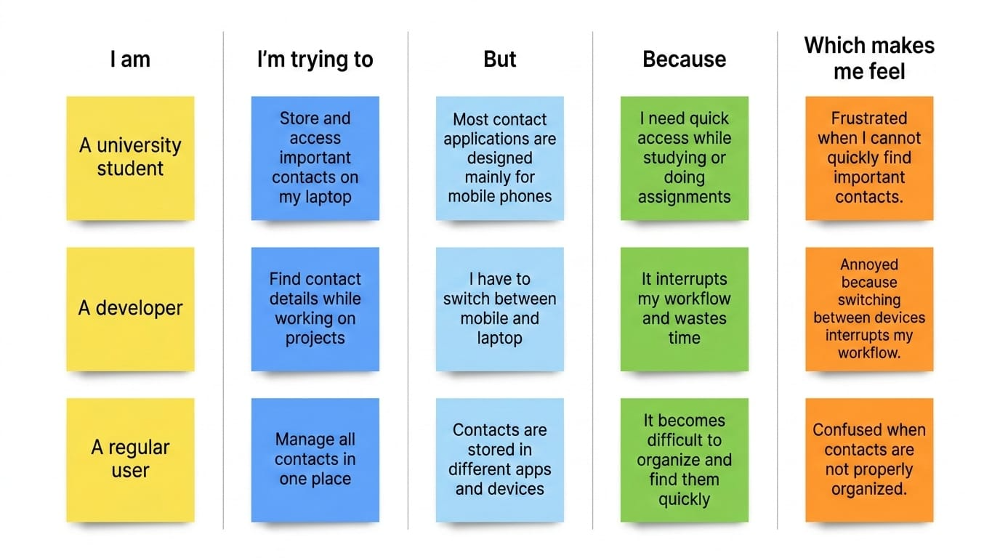 I am
I'm trying to
But
Because
Which makes
me feel
A university
student
Store and
access
important
contacts on
my laptop
Most contact
applications are
designed
mainly for
mobile phones
I need quick
access while
studying or
doing
assignments
Frustrated
when I cannot
quickly find
important
contacts.
A developer
Find contact
details while
working on
projects
I have to
switch between
mobile and
laptop
It interrupts
my workflow
and wastes
time
Annoyed
because
switching
between devices
interrupts my
workflow.
A regular
user
Manage all
contacts in
one place
Contacts are
stored in
different apps
and devices
It becomes
difficult to
organize and
find them
quickly
Confused when
contacts are
not properly
organized.